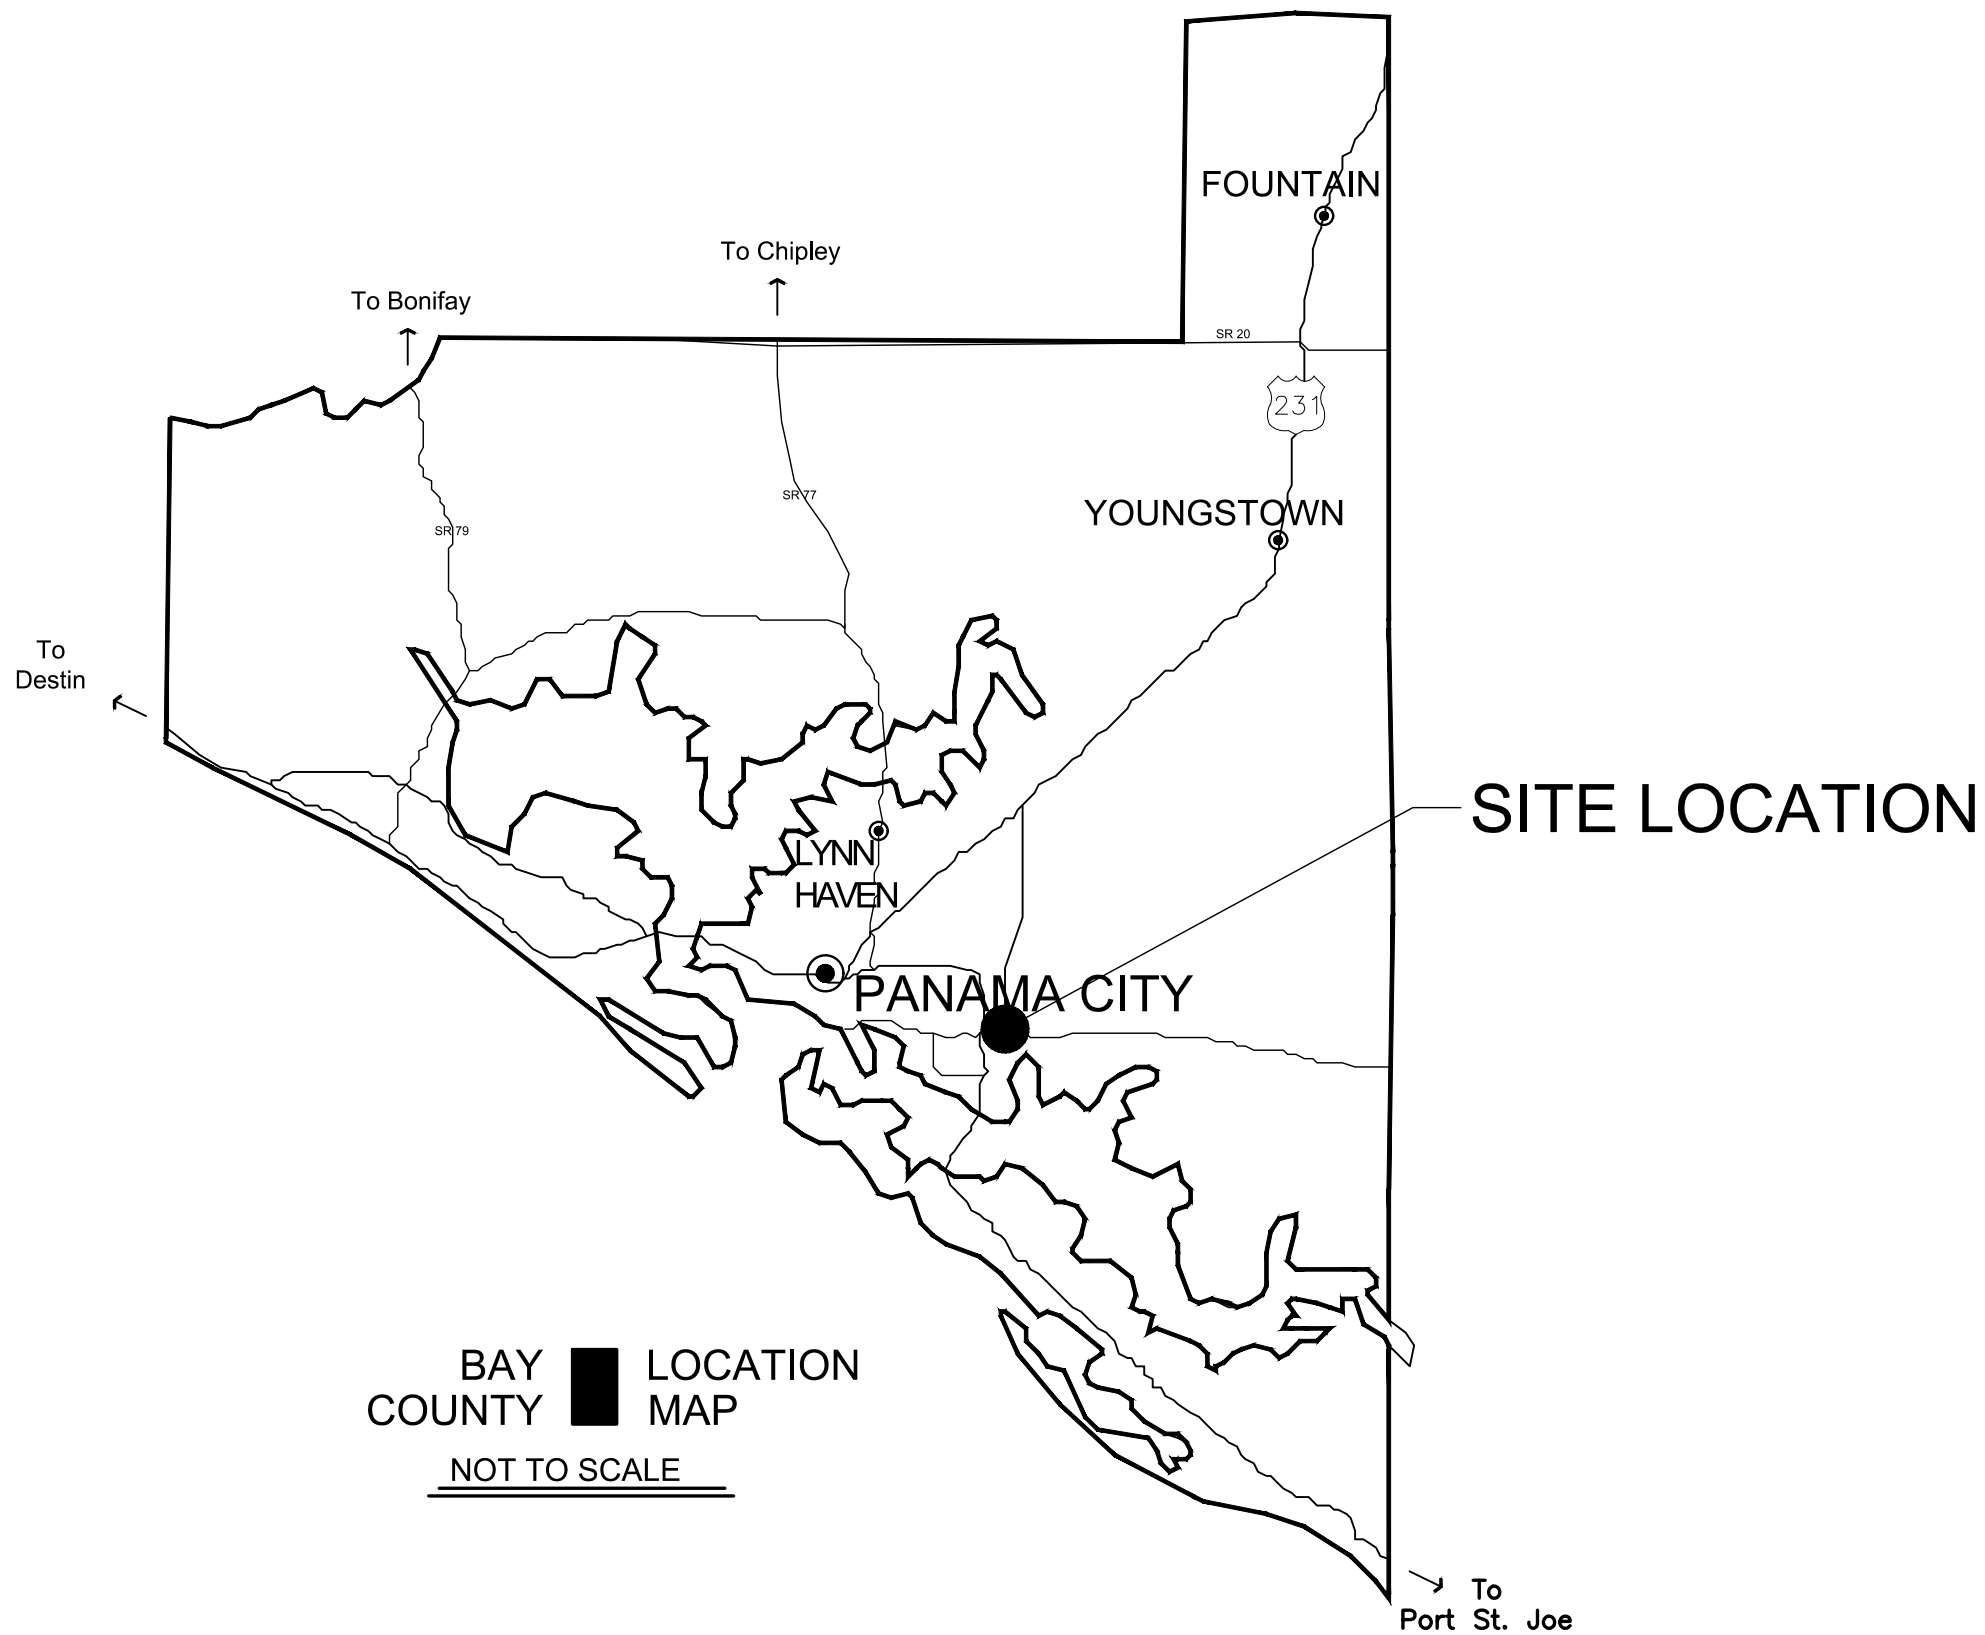 FOUNTAIN
To Chipley
To Bonifay
SR 20
231
SR 77
YOUNGSTOWN
SR 79
To
Destin
SITE LOCATION
LYNN
HAVEN
PANAMA CITY
BAY
COUNTY
LOCATION
MAP
NOT TO SCALE
To
Port St. Joe